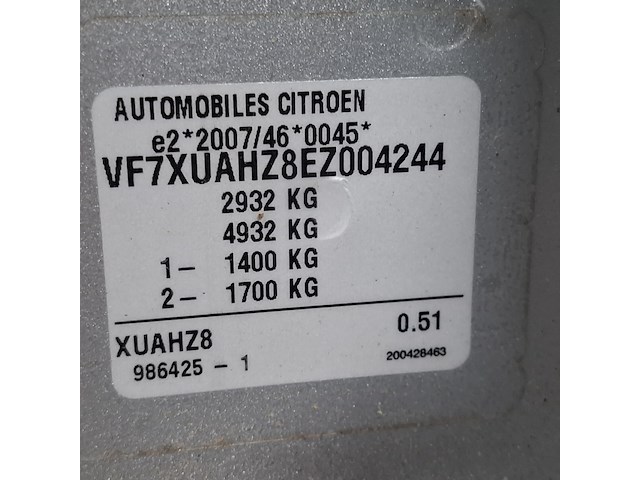 AUTOMOBILES CITROEN
e2*2007/46*0045*
VF7XUAHZ8EZ004244
2932 KG
4932 KG
1- 1400 KG
2- 1700 KG
XUAHZ8 0.51
986425 - 1 200428463